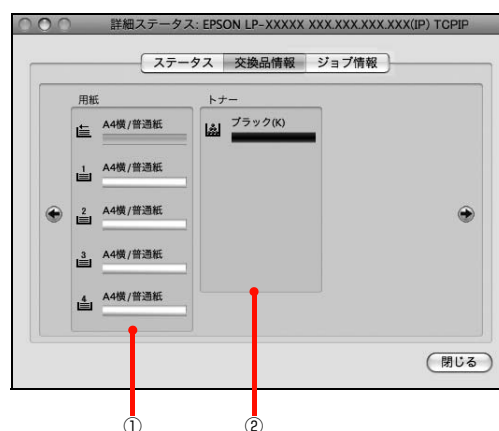 詳細ステータス: EPSON LP-XXXXX XXX.XXX.XXX.XXX(IP) TCPIP
ステータス 交換品情報 ジョブ情報
用紙
A4横/普通紙
1 A4横/普通紙
2 A4横/普通紙
3 A4横/普通紙
4 A4横/普通紙
トナー
ブラック(K)
閉じる
① ②